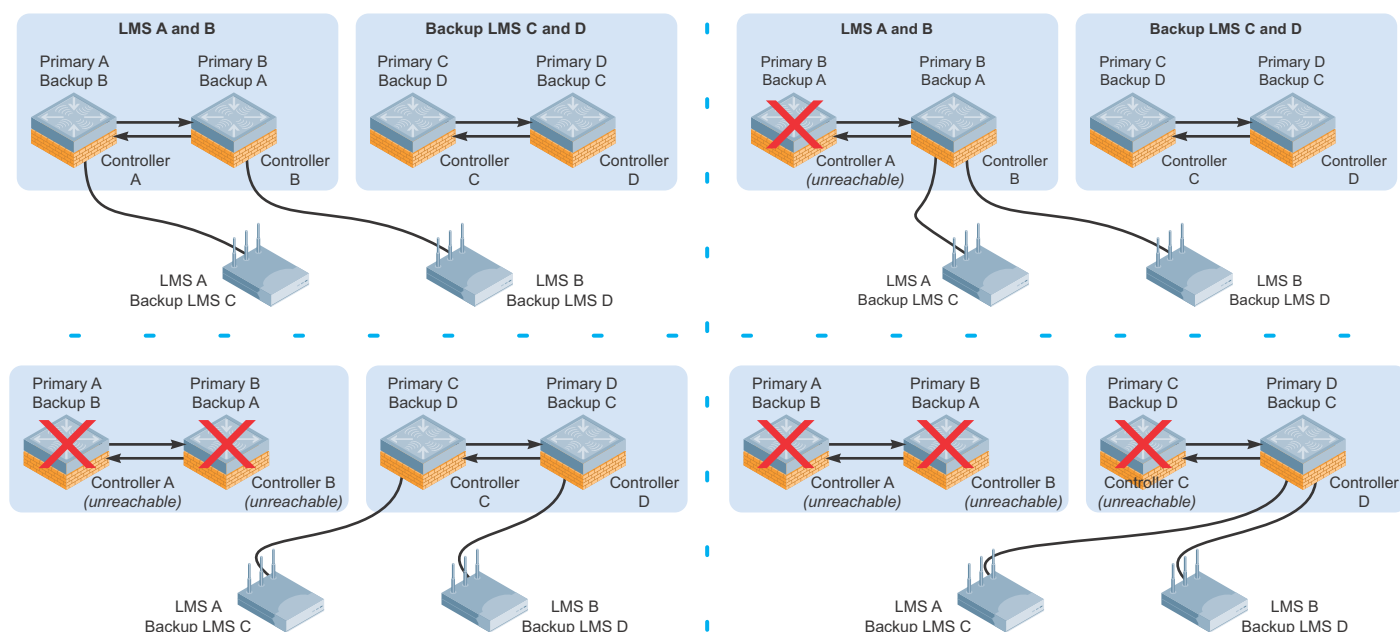 LMS A and B
Backup LMS C and D
Primary A
Backup B
Primary B
Backup A
Primary C
Backup D
Primary D
Backup C
Controller
A
Controller
B
Controller
C
Controller
D
LMS A
Backup LMS C
LMS B
Backup LMS D
LMS A and B
Backup LMS C and D
Primary B
Backup A
Primary B
Backup A
Primary C
Backup D
Primary D
Backup C
Controller A
(unreachable)
Controller
B
Controller
C
Controller
D
LMS A
Backup LMS C
LMS B
Backup LMS D
Primary A
Backup B
Primary B
Backup A
Primary C
Backup D
Primary D
Backup C
Controller A
(unreachable)
Controller B
(unreachable)
Controller
C
Controller
D
LMS A
Backup LMS C
LMS B
Backup LMS D
Primary A
Backup B
Primary B
Backup A
Primary C
Backup D
Primary D
Backup C
Controller A
(unreachable)
Controller B
(unreachable)
Controller C
(unreachable)
Controller
D
LMS A
Backup LMS C
LMS B
Backup LMS D